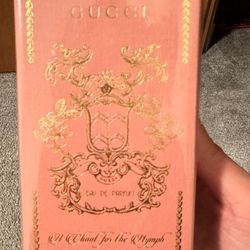 GUCCI
EAU DE PARFUM
A Chant for the Nymph